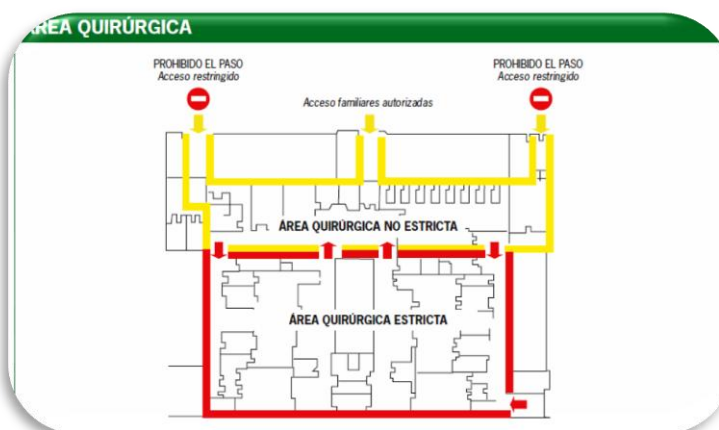 ÁREA QUIRÚRGICA
PROHIBIDO EL PASO
Acceso restringido
Acceso familiares autorizadas
PROHIBIDO EL PASO
Acceso restringido
ÁREA QUIRÚRGICA NO ESTRICTA
ÁREA QUIRÚRGICA ESTRICTA